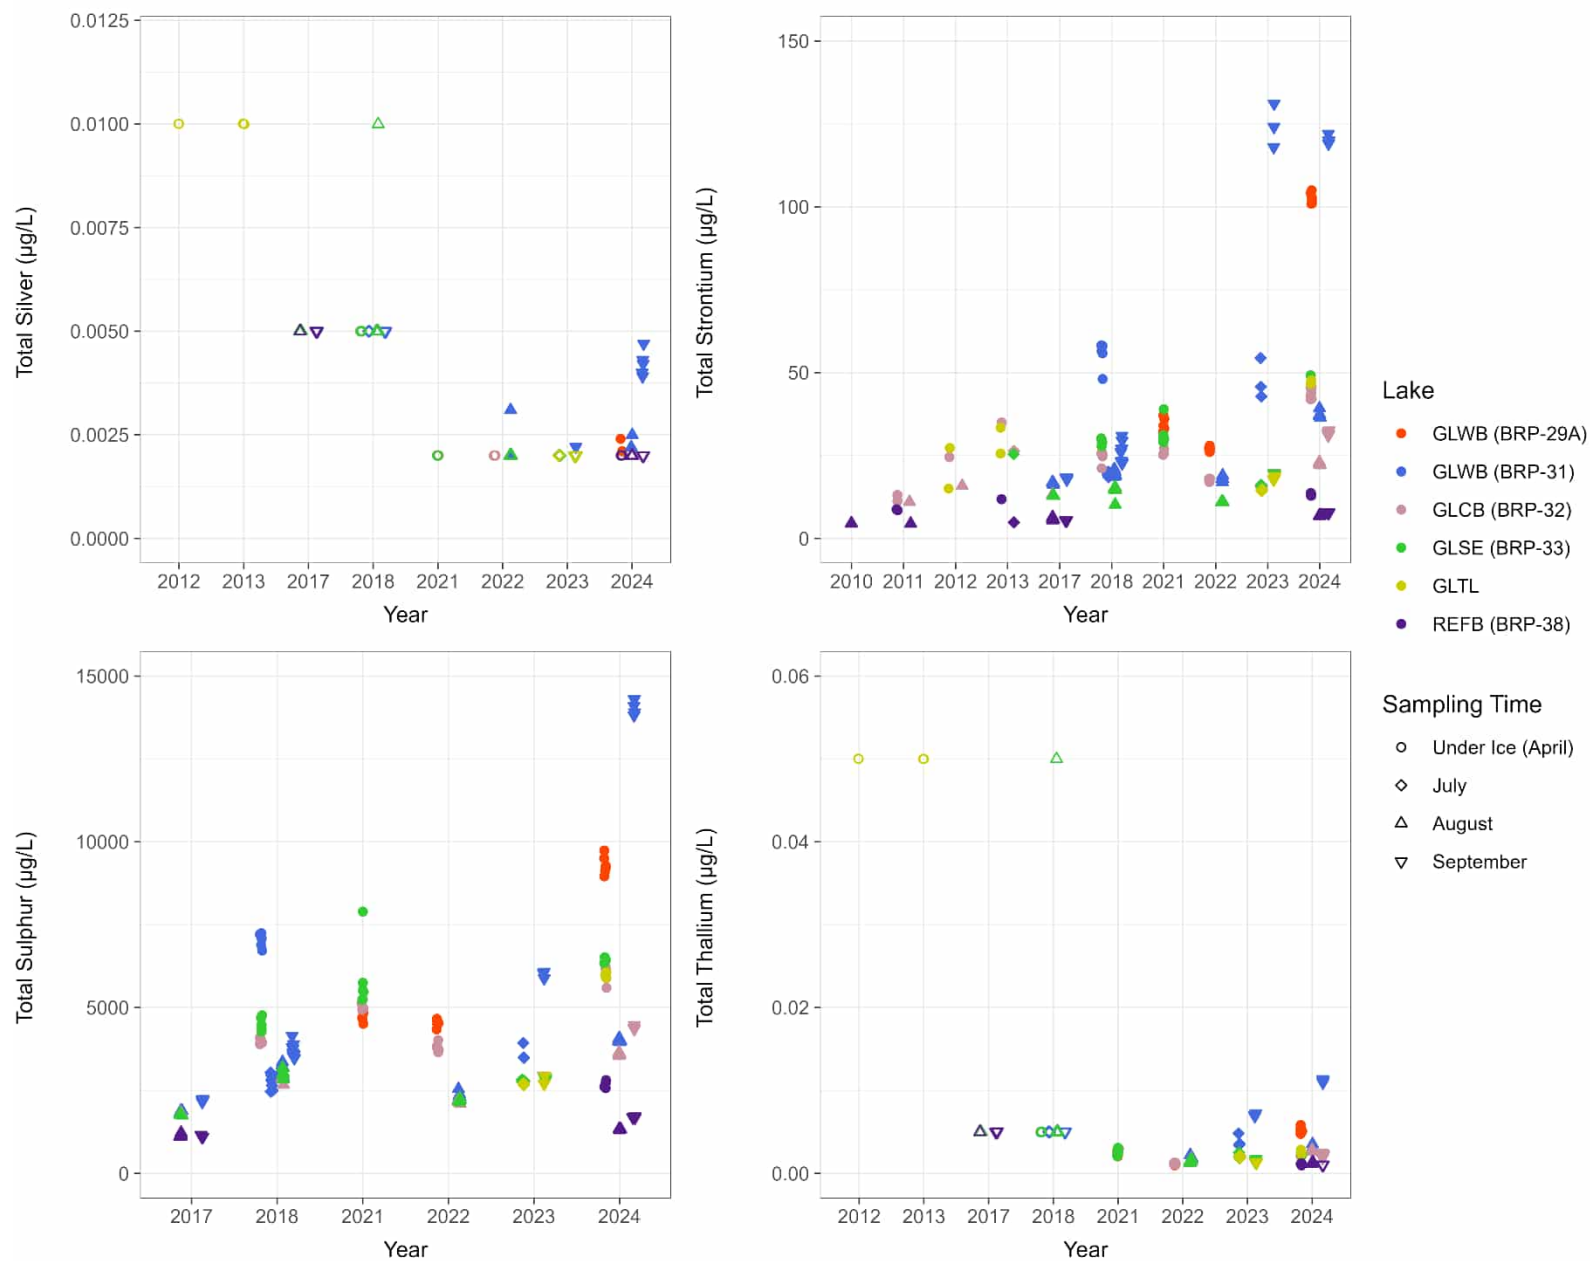 Total Silver (µg/L)
0.0125
0.0100
0.0075
0.0050
0.0025
0.0000
2012 2013 2017 2018 2021 2022 2023 2024
Year
Total Strontium (µg/L)
150
100
50
0
2010 2011 2012 2013 2017 2018 2021 2022 2023 2024
Year
Total Sulphur (µg/L)
15000
10000
5000
0
2017 2018 2021 2022 2023 2024
Year
Total Thallium (µg/L)
0.06
0.04
0.02
0.00
2012 2013 2017 2018 2021 2022 2023 2024
Year
Lake
GLWB (BRP-29A)
GLWB (BRP-31)
GLCB (BRP-32)
GLSE (BRP-33)
GLTL
REFB (BRP-38)
Sampling Time
Under Ice (April)
July
August
September